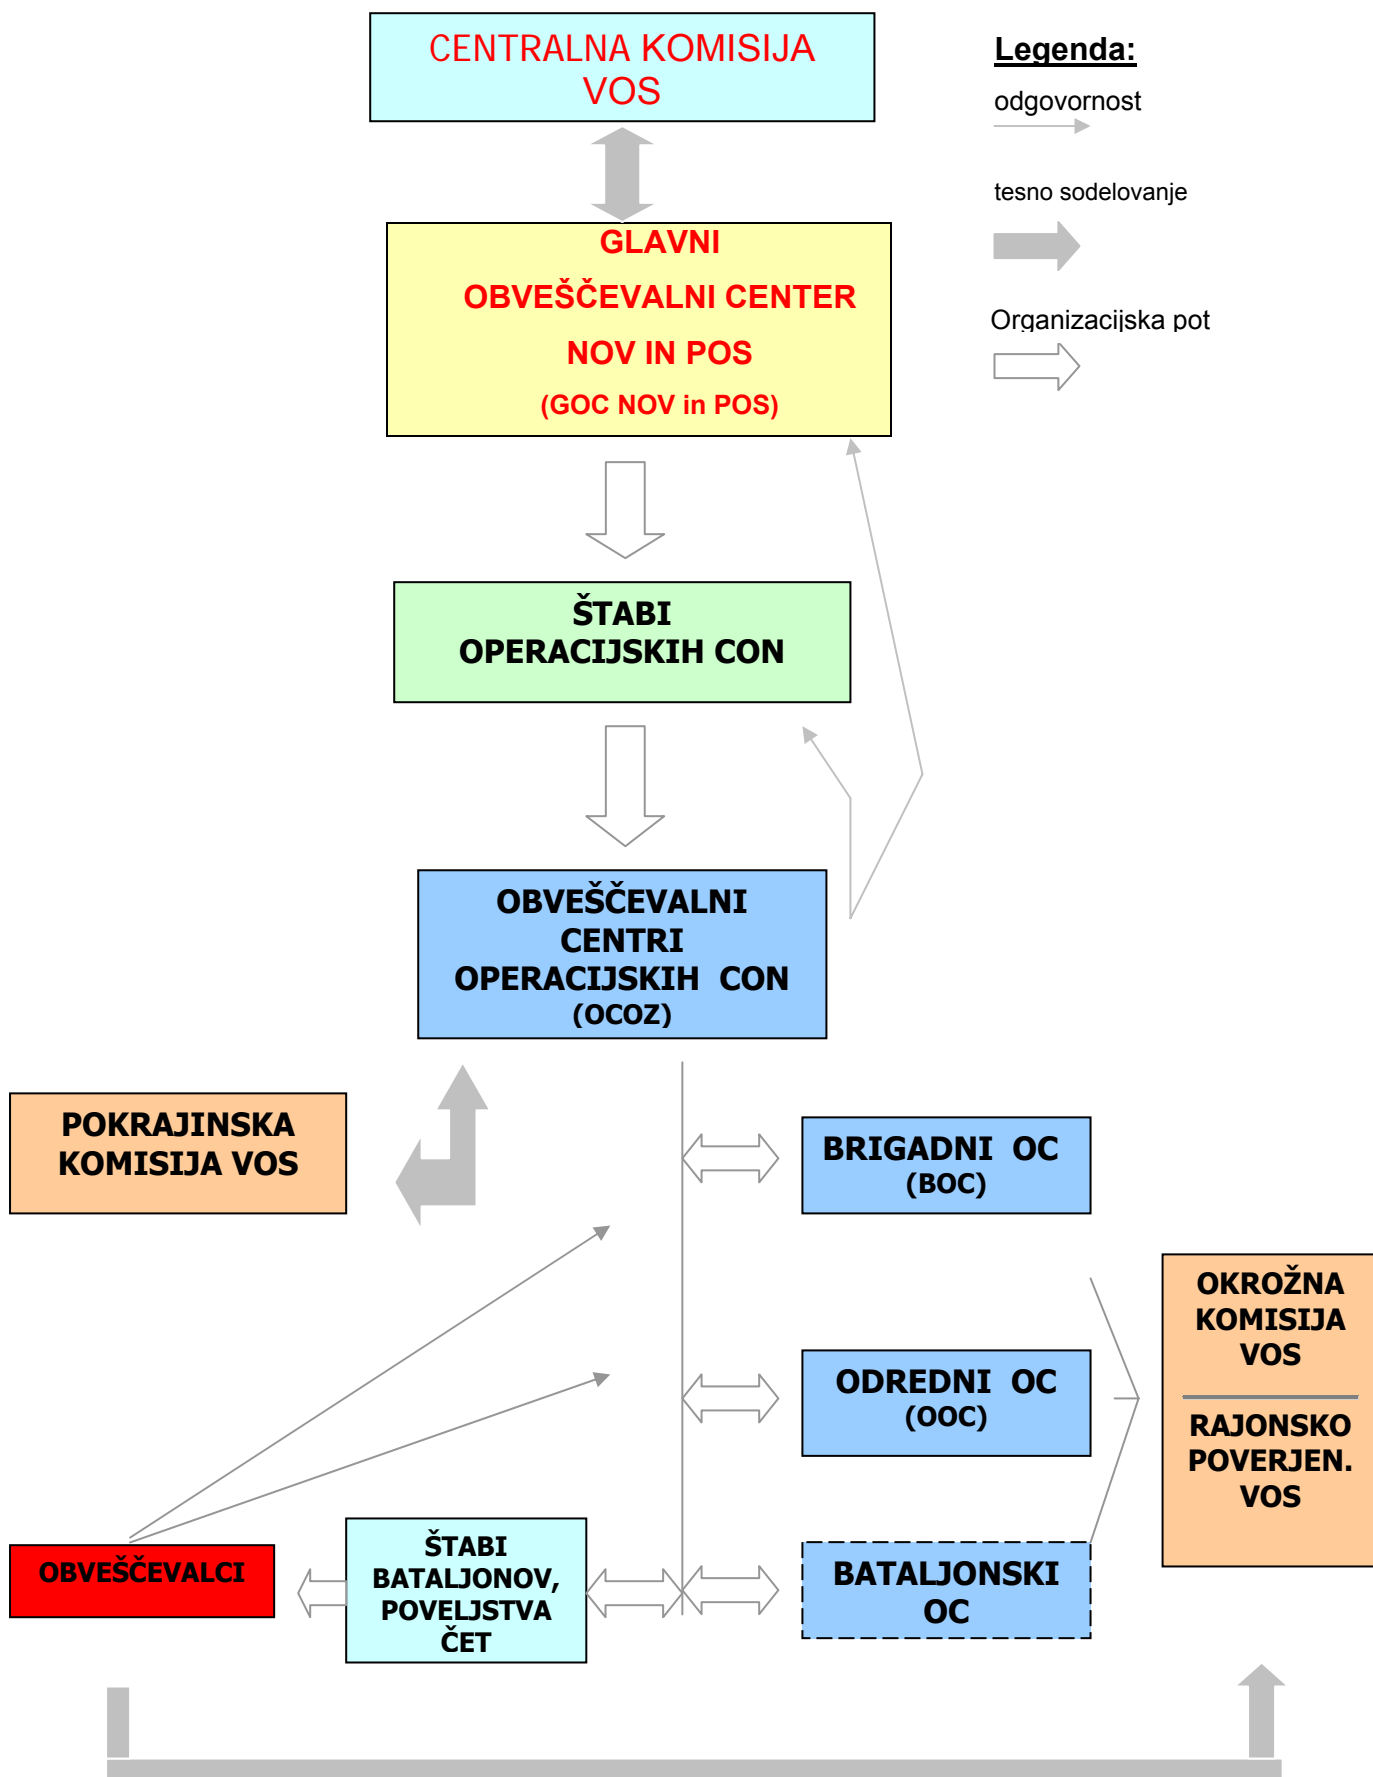 CENTRALNA KOMISIJA
VOS
Legenda:
odgovornost
tesno sodelovanje
Organizacijska pot
GLAVNI
OBVEŠČEVALNI CENTER
NOV IN POS
(GOC NOV in POS)
ŠTABI
OPERACIJSKIH CON
OBVEŠČEVALNI
CENTRI
OPERACIJSKIH CON
(OCOZ)
POKRAJINSKA
KOMISIJA VOS
BRIGADNI OC
(BOC)
OKROŽNA
KOMISIJA
VOS
RAJONSKO
POVERJEN.
VOS
ODREDNI OC
(OOC)
OBVEŠČEVALCI
ŠTABI
BATALJONOV,
POVELJSTVA
ČET
BATALJONSKI
OC